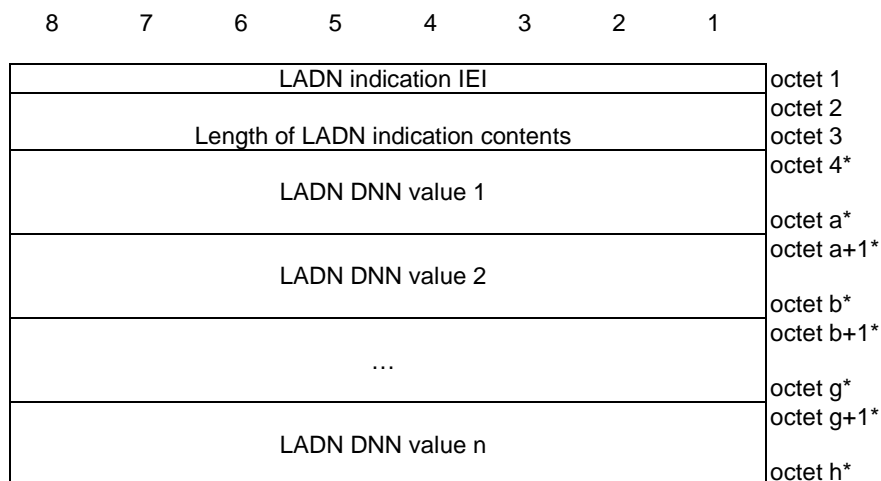 8 7 6 5 4 3 2 1
LADN indication IEI octet 1
octet 2
Length of LADN indication contents octet 3
octet 4*
LADN DNN value 1
octet a*
octet a+1*
LADN DNN value 2
octet b*
octet b+1*
…
octet g*
octet g+1*
LADN DNN value n
octet h*